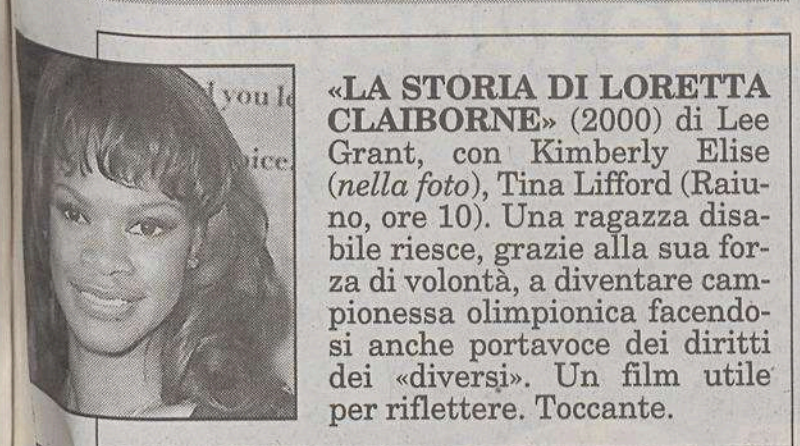 you
oice.
«LA STORIA DI LORETTA
CLAIBORNE» (2000) di Lee
Grant, con Kimberly Elise
(nella foto), Tina Lifford (Raiu-
no, ore 10). Una ragazza disa-
bile riesce, grazie alla sua for-
za di volontà, a diventare cam-
pionessa olimpionica facendo-
si anche portavoce dei diritti
dei «diversi». Un film utile
per riflettere. Toccante.